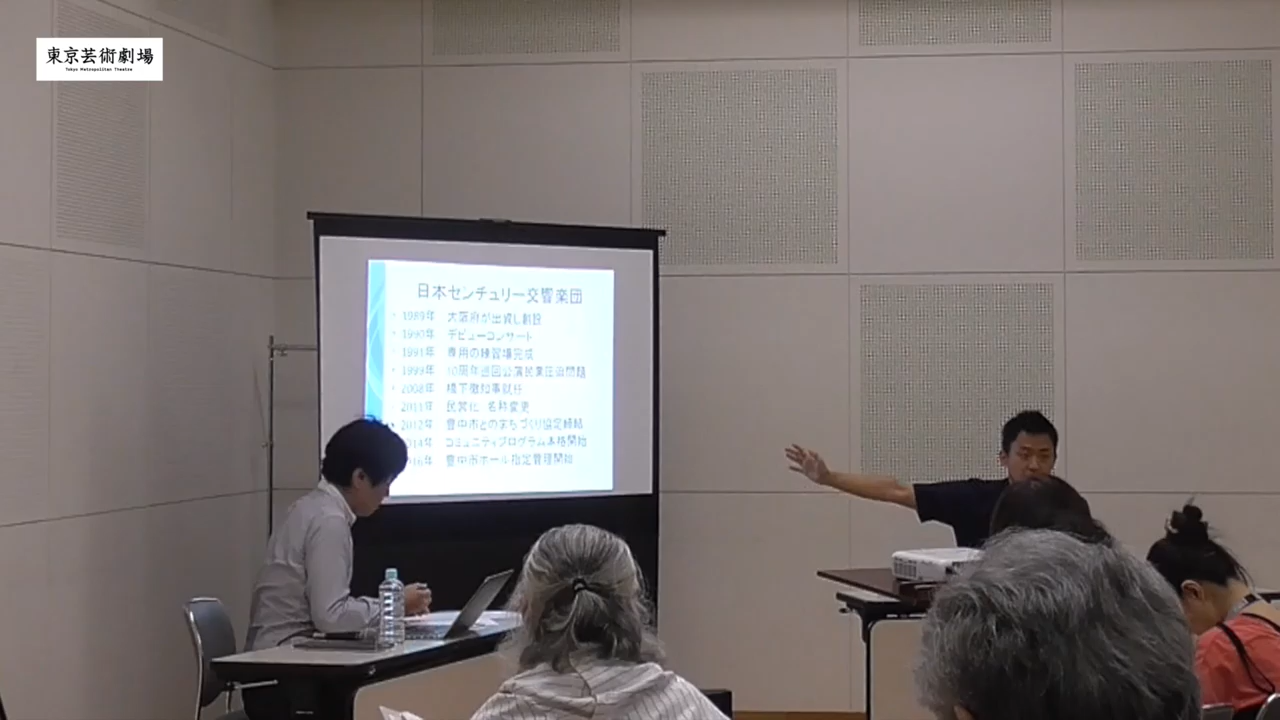 東京芸術劇場
Tokyo Metropolitan Theatre
日本センチュリー交響楽団
・1989年 大阪府が出資し創設
・1990年 デビューコンサート
・1991年 専用の練習場完成
・1999年 10周年巡回公演民業圧迫問題
・2008年 橋下徹知事就任
・2011年 民営化 名称変更
・2012年 豊中市とのまちづくり協定締結
014年 コミュニティプログラム本格開始
016年 豊中市ホール指定管理開始